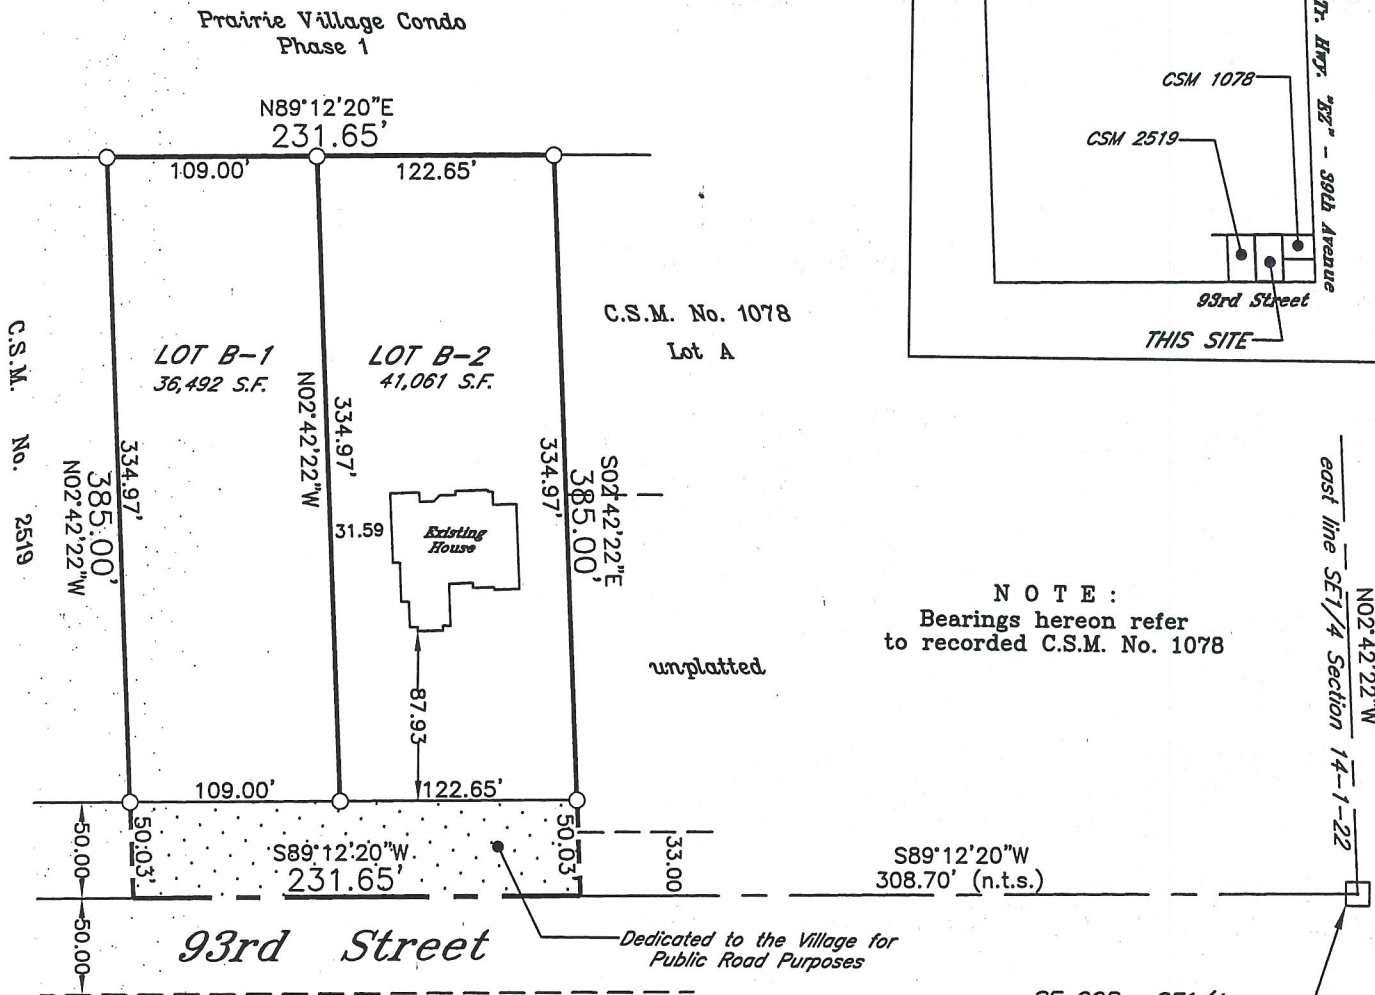 Prairie Village Condo
Phase 1
N89°12'20"E
231.65'
109.00'
122.65'
CSM 1078
CSM 2519
Tr. Hwy. "EZ" - 39th Avenue
93rd Street
THIS SITE
C.S.M. No. 1078
Lot A
LOT B-1
36,492 S.F.
LOT B-2
41,061 S.F.
C.S.M. No. 2519
N02°42'22"W
385.00'
334.97'
N02°42'22"W
334.97'
334.97'
385.00'
S02°42'22"E
31.59
Existing
House
87.93
unplatted
NOTE:
Bearings hereon refer
to recorded C.S.M. No. 1078
east line SE1/4 Section 14-1-22
N02°42'22"W
109.00'
122.65'
50.00
50.03'
S89°12'20"W
231.65'
50.03'
33.00
S89°12'20"W
308.70' (n.t.s.)
50.00
93rd Street
Dedicated to the Village for
Public Road Purposes